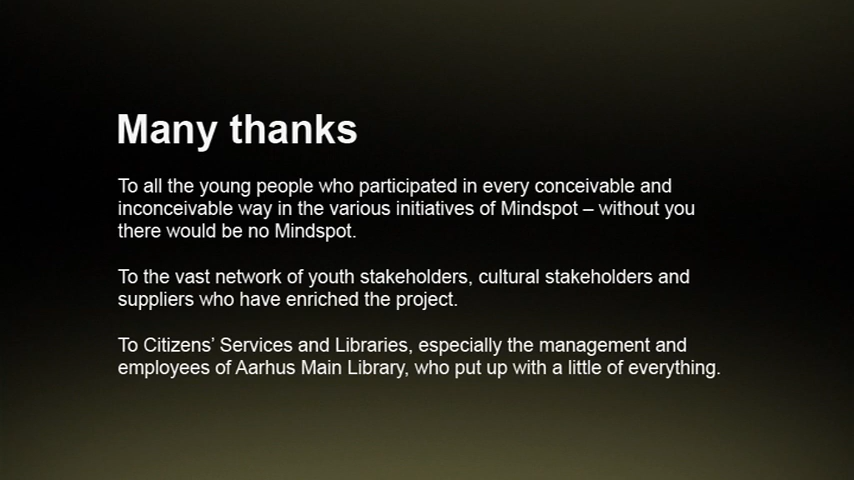 Many thanks
To all the young people who participated in every conceivable and
inconceivable way in the various initiatives of Mindspot – without you
there would be no Mindspot.
To the vast network of youth stakeholders, cultural stakeholders and
suppliers who have enriched the project.
To Citizens’ Services and Libraries, especially the management and
employees of Aarhus Main Library, who put up with a little of everything.